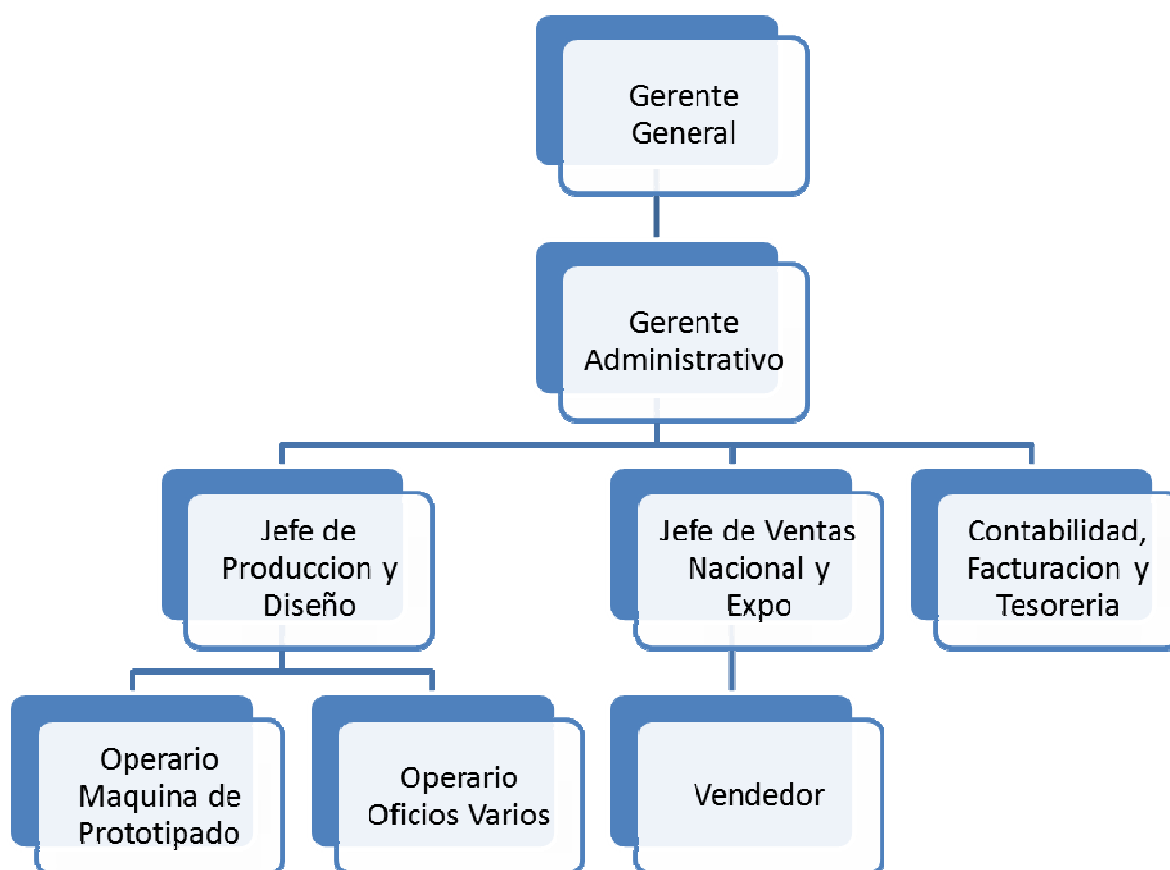 Gerente
General
Gerente
Administrativo
Jefe de
Produccion y
Diseño
Jefe de Ventas
Nacional y
Expo
Contabilidad,
Facturacion y
Tesoreria
Operario
Maquina de
Prototipado
Operario
Oficios Varios
Vendedor